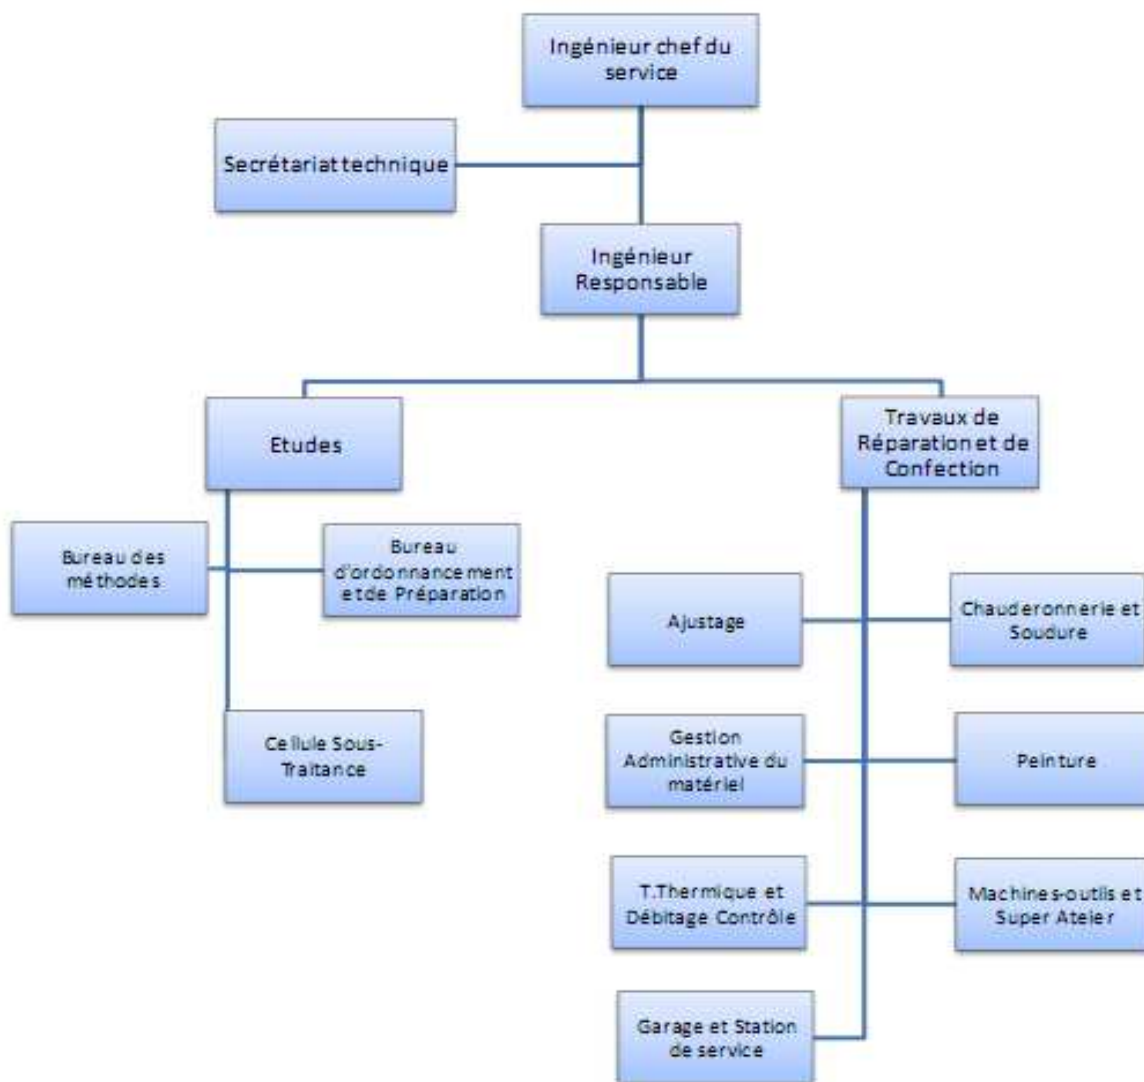 Ingénieur chef du
service
Secrétariat technique
Ingénieur
Responsable
Etudes
Travaux de
Réparation et de
Confection
Bureau des
méthodes
Bureau
d'ordonnancement
et de Préparation
Ajustage
Chauderonnerie et
Soudure
Cellule Sous-
Traitance
Gestion
Administrative du
matériel
Peinture
T.Thermique et
Débitage Contrôle
Machines-outils et
Super Ateier
Garage et Station
de service